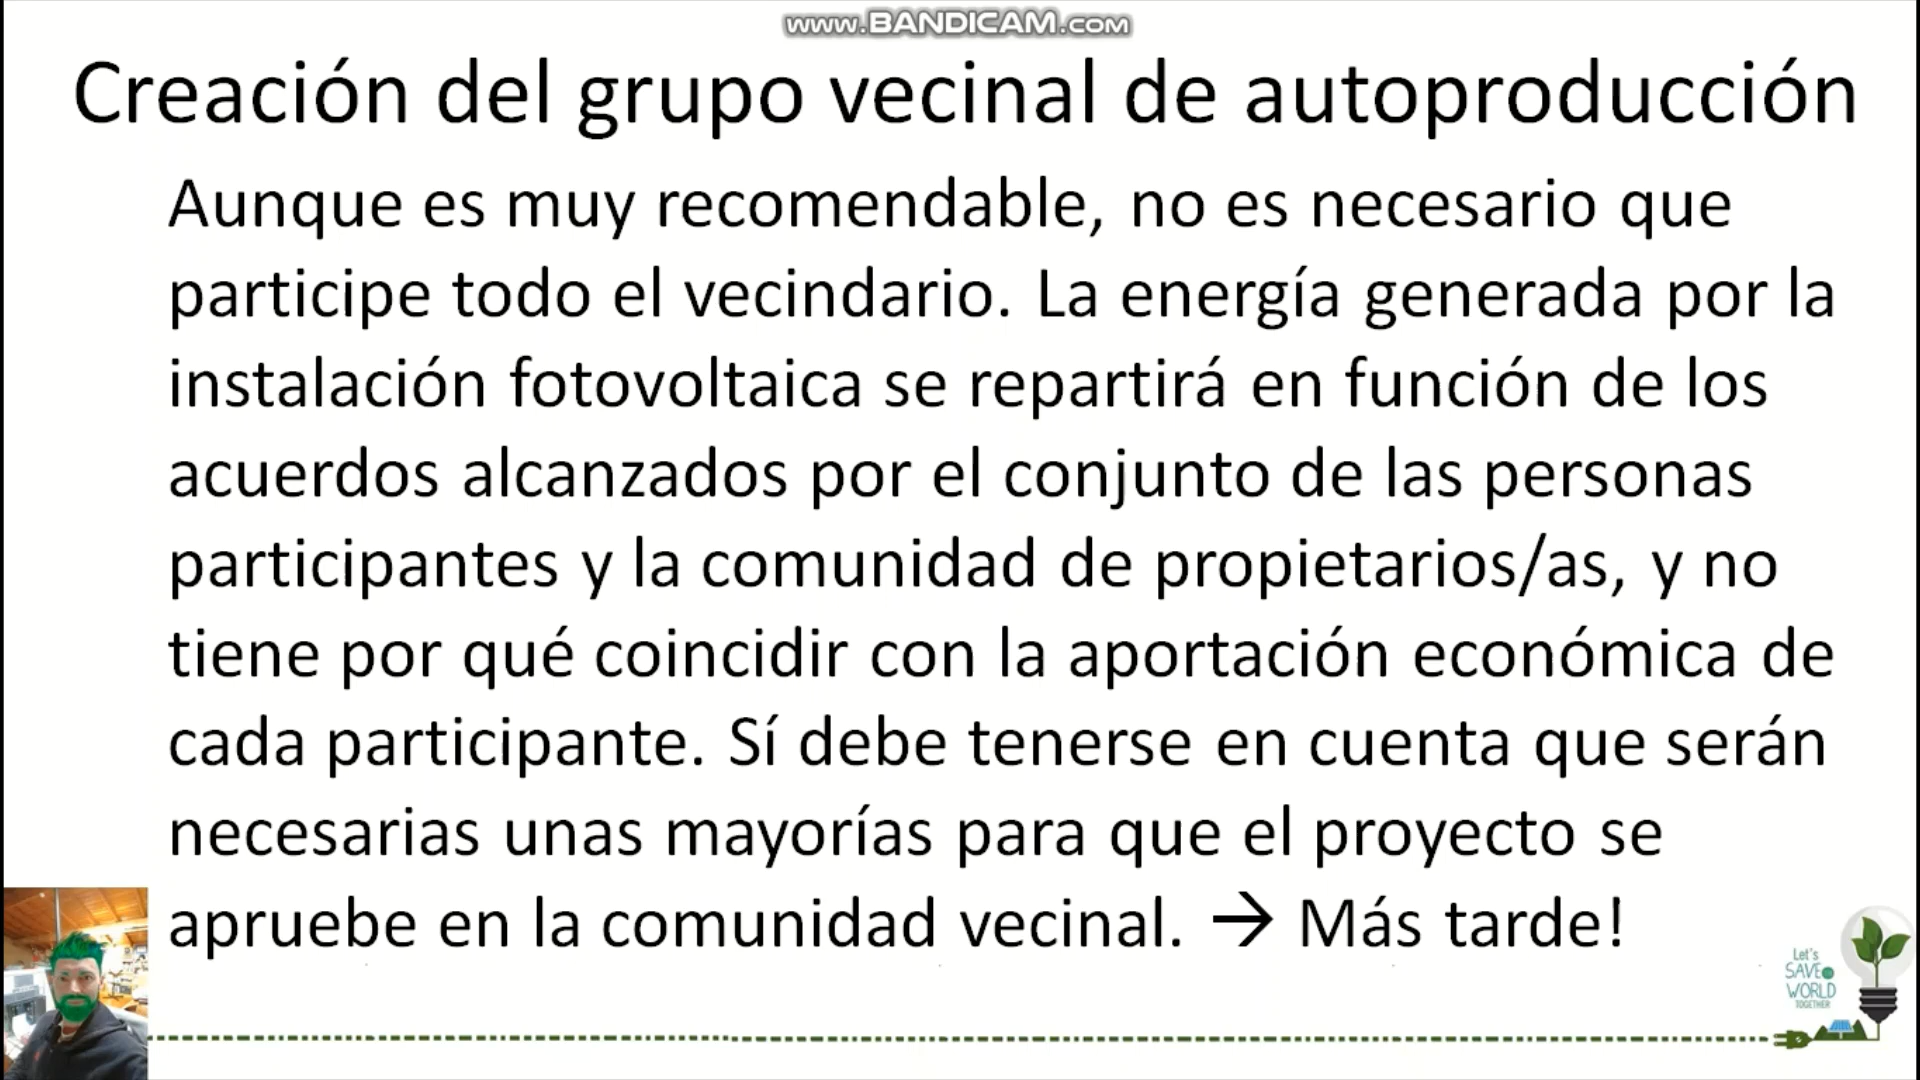 www.BANDICAM.com
Creación del grupo vecinal de autoproducción
Aunque es muy recomendable, no es necesario que
participe todo el vecindario. La energía generada por la
instalación fotovoltaica se repartirá en función de los
acuerdos alcanzados por el conjunto de las personas
participantes y la comunidad de propietarios/as, y no
tiene por qué coincidir con la aportación económica de
cada participante. Sí debe tenerse en cuenta que serán
necesarias unas mayorías para que el proyecto se
apruebe en la comunidad vecinal. → Más tarde!
Let's
SAVE
WORLD
TOGETHER